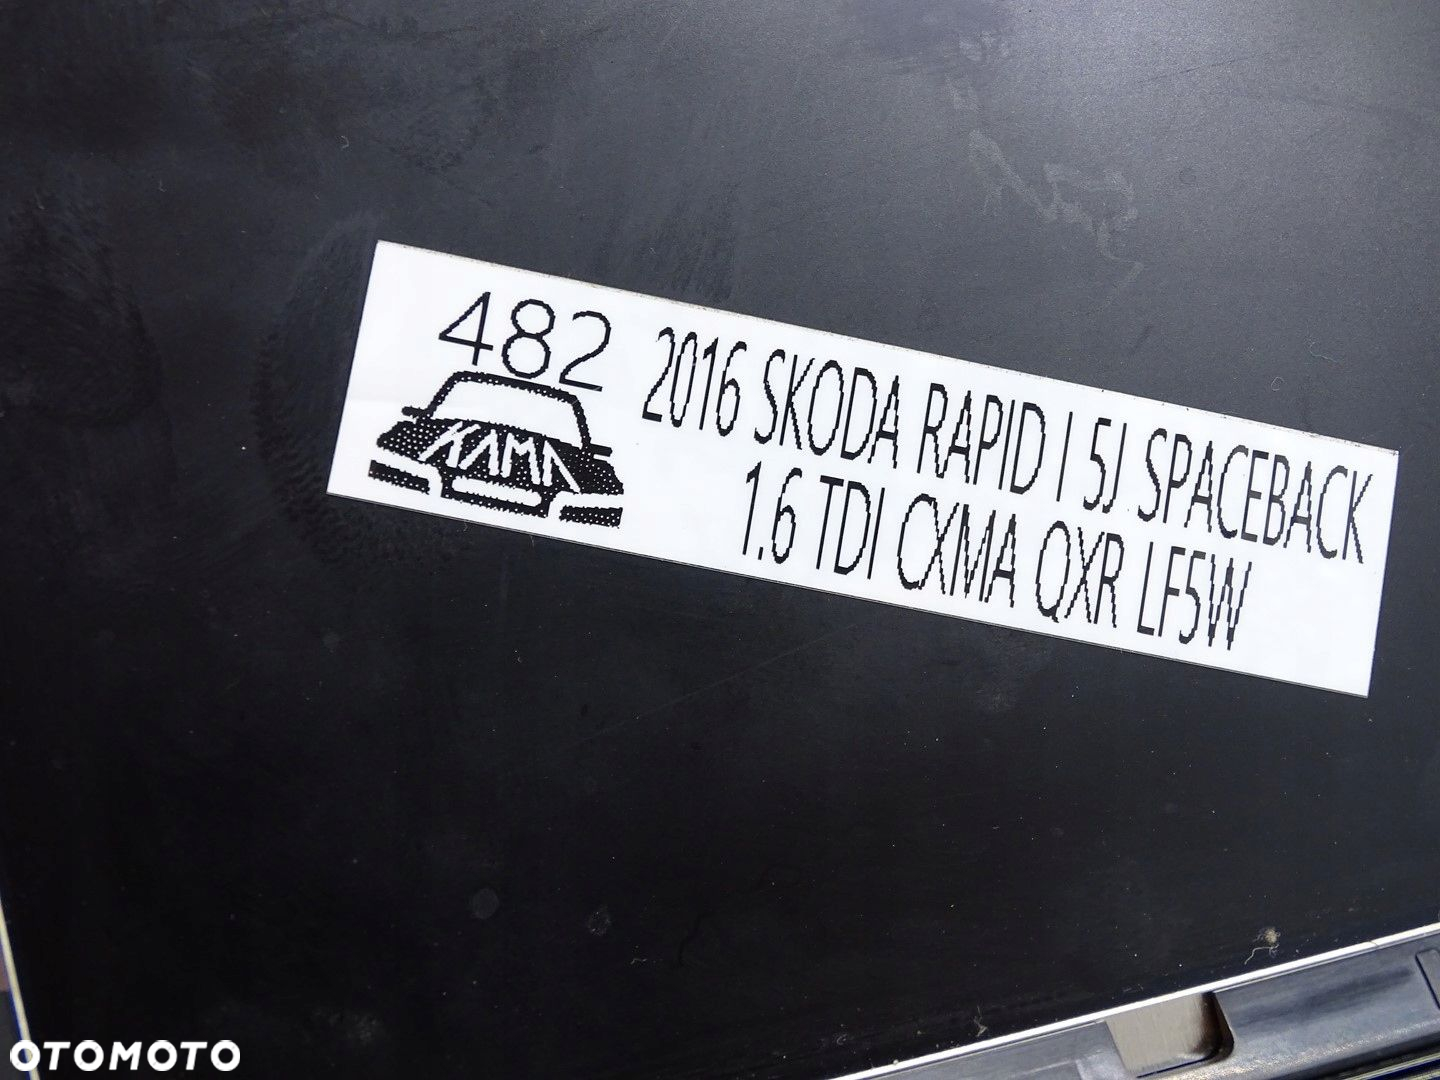 482
KAMA
2016 SKODA RAPID I 5J SPACEBACK
1.6 TDI CXMA QXR LF5W
OTOMOTO